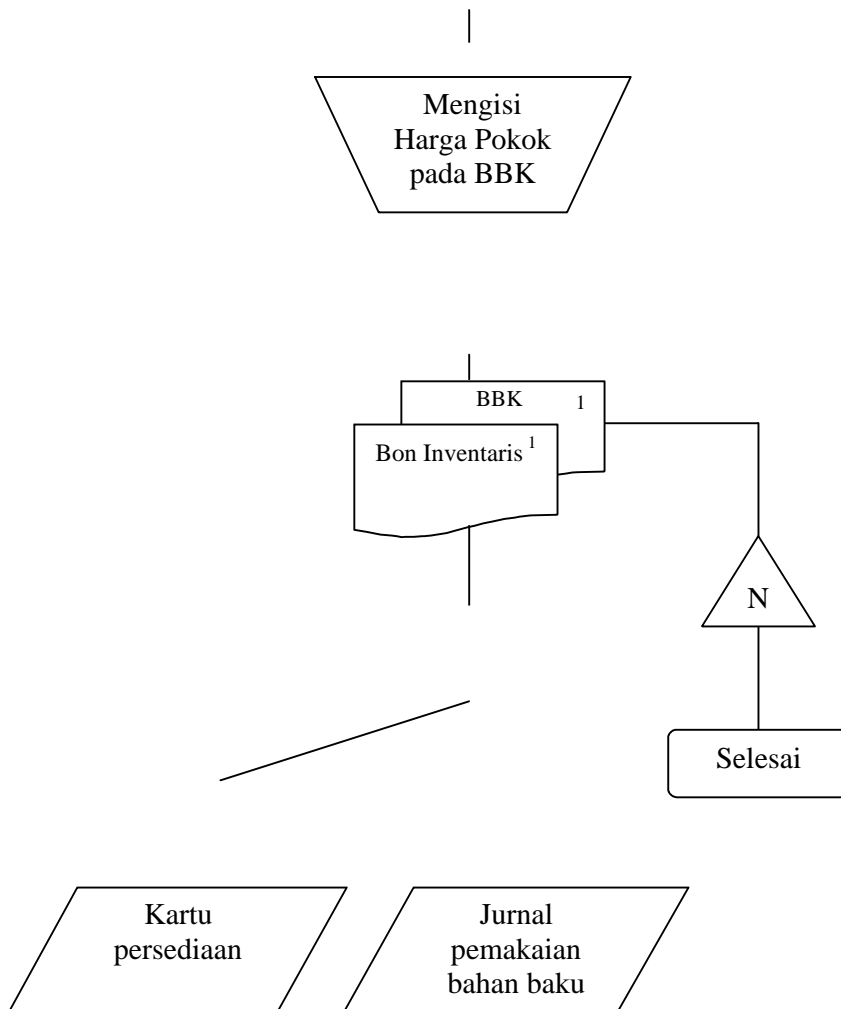 Mengisi
Harga Pokok
pada BBK
BBK 1
Bon Inventaris 1
N
Selesai
Kartu
persediaan
Jurnal
pemakaian
bahan baku